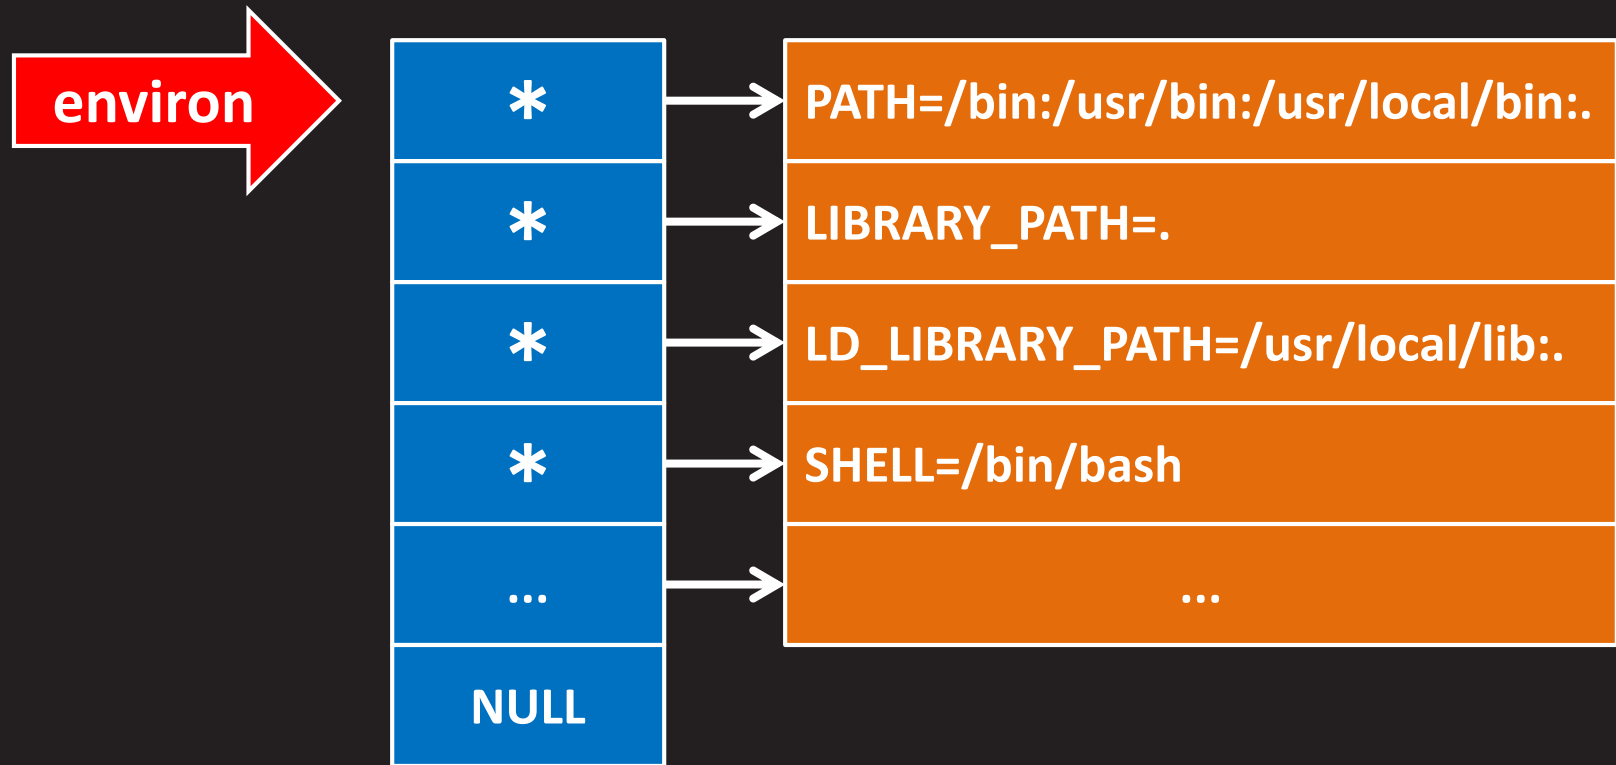 environ
*
PATH=/bin:/usr/bin:/usr/local/bin:.
*
LIBRARY_PATH=.
*
LD_LIBRARY_PATH=/usr/local/lib:.
*
SHELL=/bin/bash
...
...
NULL